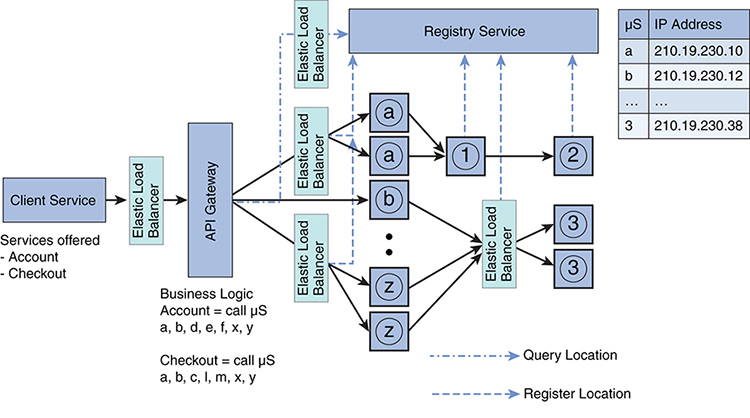 Elastic Load
Balancer
Registry Service
µS IP Address
a 210.19.230.10
b 210.19.230.12
... ...
3 210.19.230.38
Client Service
Services offered
- Account
- Checkout
Elastic Load
Balancer
API Gateway
Elastic Load
Balancer
Elastic Load
Balancer
a
a
b
z
z
1
2
Elastic Load
Balancer
3
3
Business Logic
Account = call µS
a, b, d, e, f, x, y
Checkout = call µS
a, b, c, l, m, x, y
Query Location
Register Location